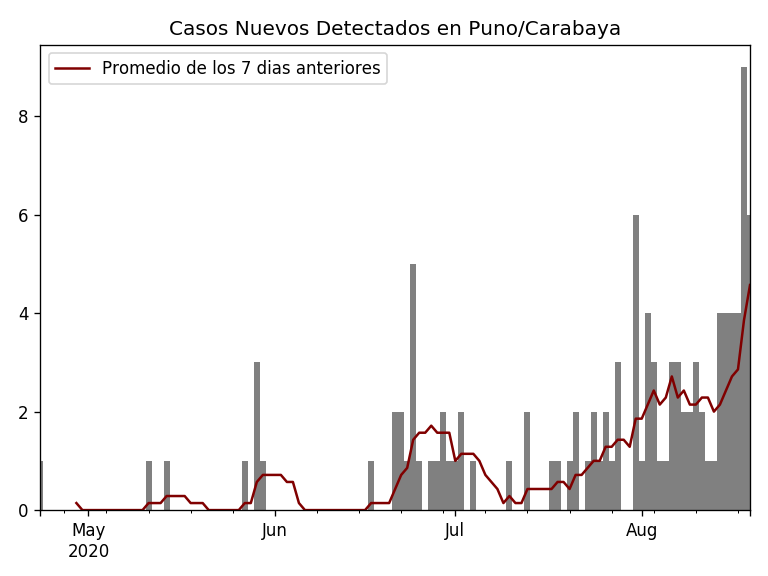 Casos Nuevos Detectados en Puno/Carabaya
Promedio de los 7 dias anteriores
8
6
4
2
0
May Jun Jul Aug
2020